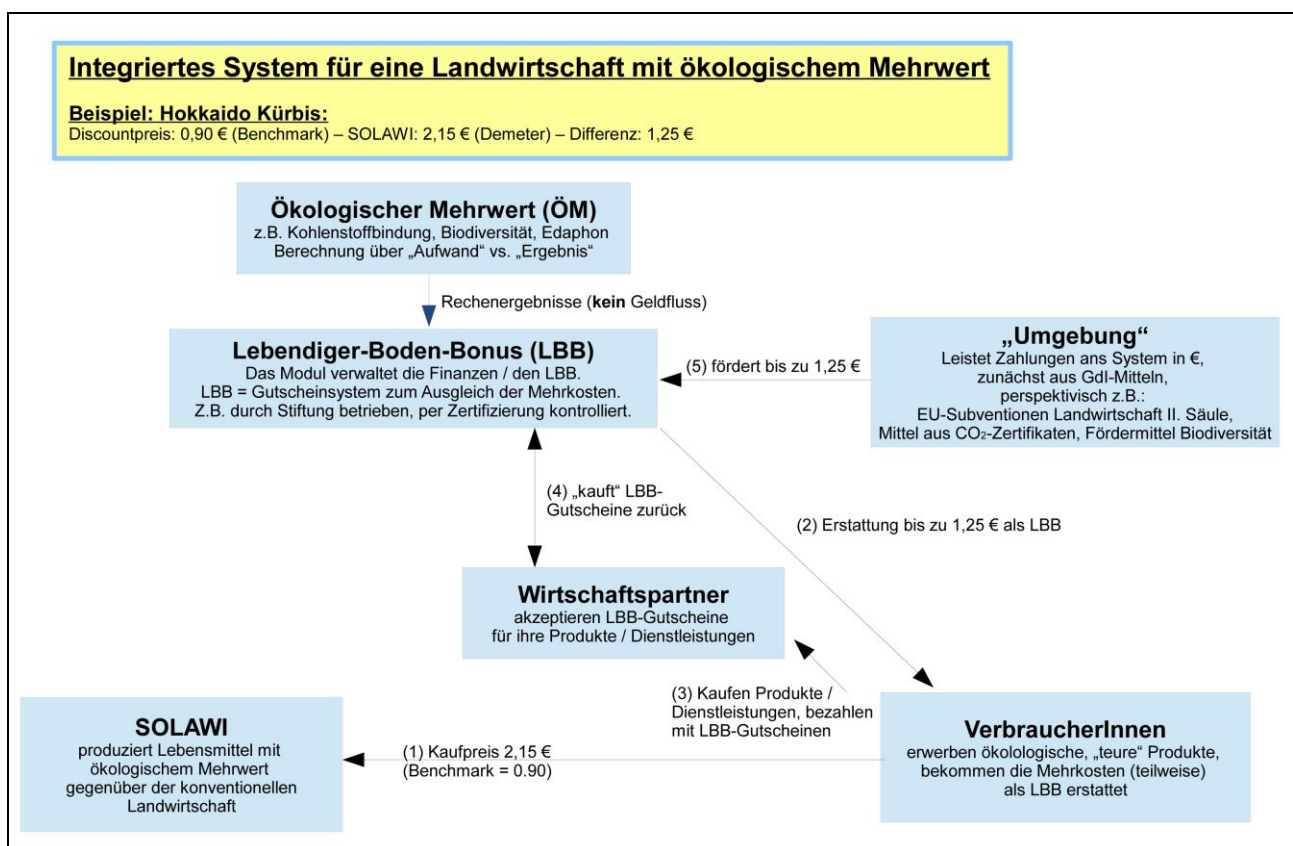 Integriertes System für eine Landwirtschaft mit ökologischem Mehrwert
Beispiel: Hokkaido Kürbis:
Discountpreis: 0,90 € (Benchmark) – SOLAWI: 2,15 € (Demeter) – Differenz: 1,25 €
Ökologischer Mehrwert (ÖM)
z.B. Kohlenstoffbindung, Biodiversität, Edaphon
Berechnung über „Aufwand“ vs. „Ergebnis“
Rechenergebnisse (kein Geldfluss)
Lebendiger-Boden-Bonus (LBB)
Das Modul verwaltet die Finanzen / den LBB.
LBB = Gutscheinsystem zum Ausgleich der Mehrkosten.
Z.B. durch Stiftung betrieben, per Zertifizierung kontrolliert.
(5) fördert bis zu 1,25 €
„Umgebung“
Leistet Zahlungen ans System in €,
zunächst aus GdI-Mitteln,
perspektivisch z.B.:
EU-Subventionen Landwirtschaft II. Säule,
Mittel aus CO₂-Zertifikaten, Fördermittel Biodiversität
(4) „kauft“ LBB-
Gutscheine zurück
(2) Erstattung bis zu 1,25 € als LBB
Wirtschaftspartner
akzeptieren LBB-Gutscheine
für ihre Produkte / Dienstleistungen
(3) Kaufen Produkte /
Dienstleistungen, bezahlen
mit LBB-Gutscheinen
SOLAWI
produziert Lebensmittel mit
ökologischem Mehrwert
gegenüber der konventionellen
Landwirtschaft
(1) Kaufpreis 2,15 €
(Benchmark = 0.90)
VerbraucherInnen
erwerben ökolologische, „teure“ Produkte,
bekommen die Mehrkosten (teilweise)
als LBB erstattet